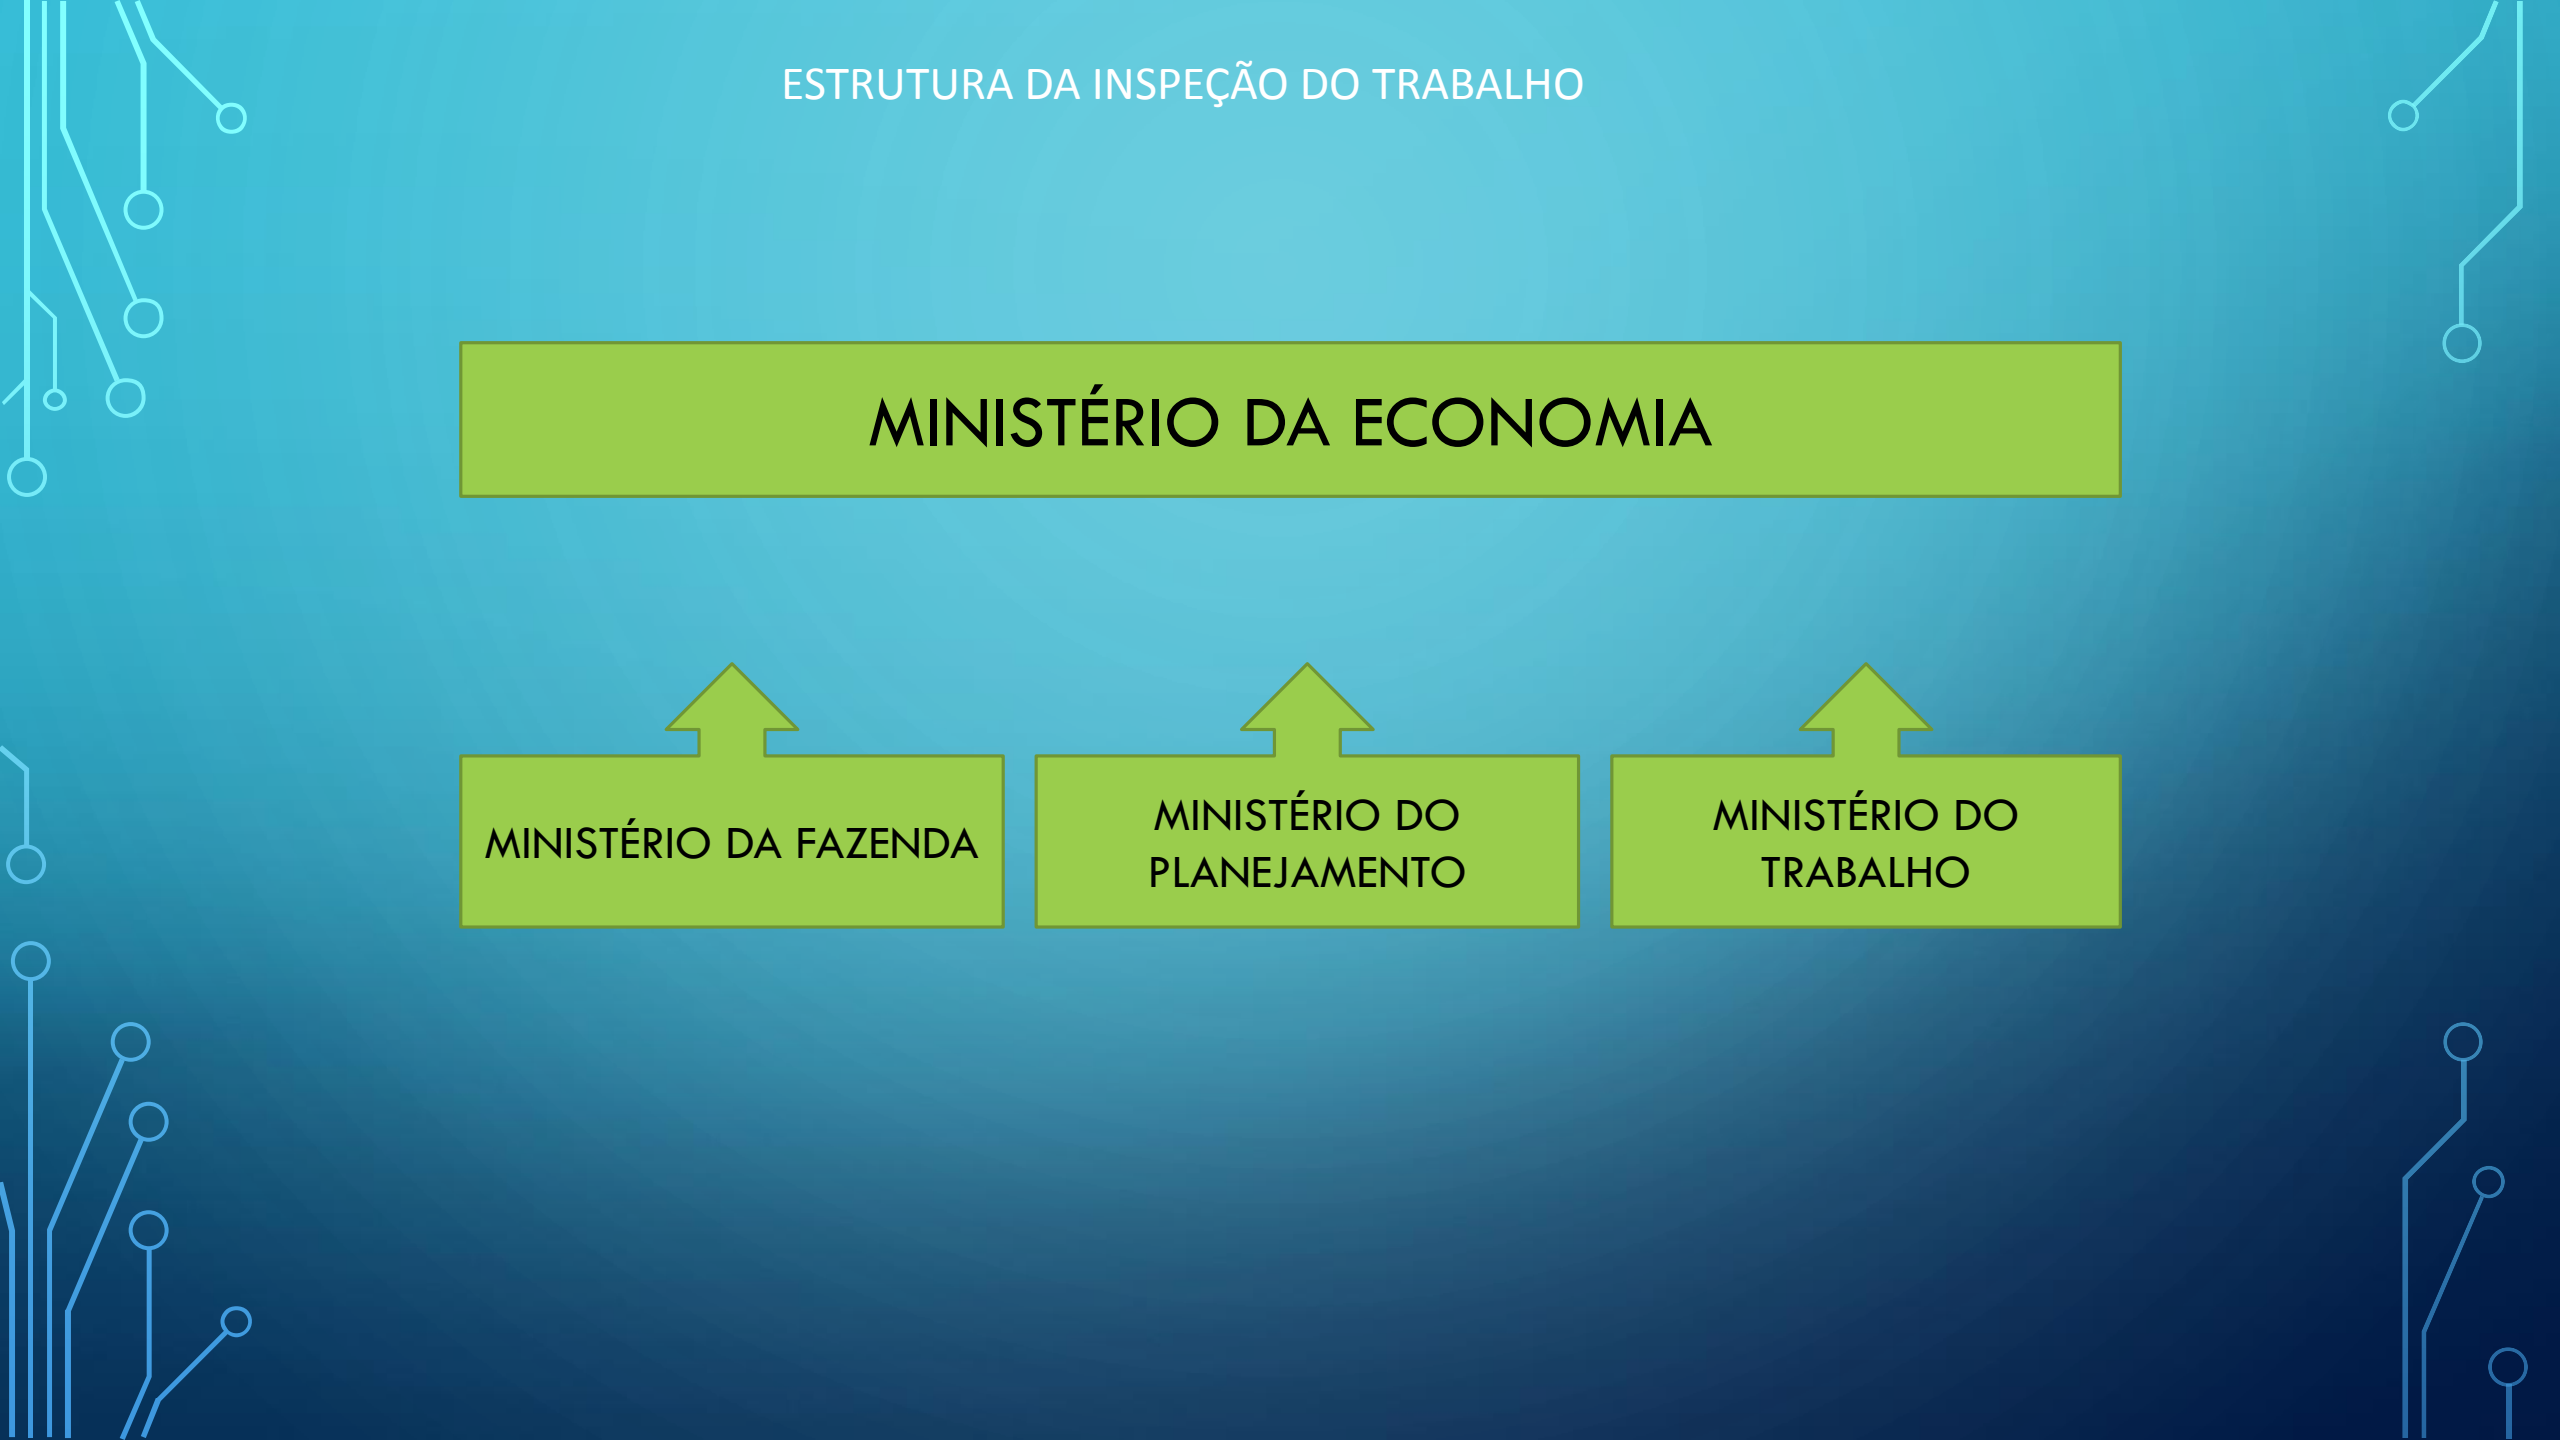 ESTRUTURA DA INSPEÇÃO DO TRABALHO
MINISTÉRIO DA ECONOMIA
MINISTÉRIO DA FAZENDA
MINISTÉRIO DO
PLANEJAMENTO
MINISTÉRIO DO
TRABALHO